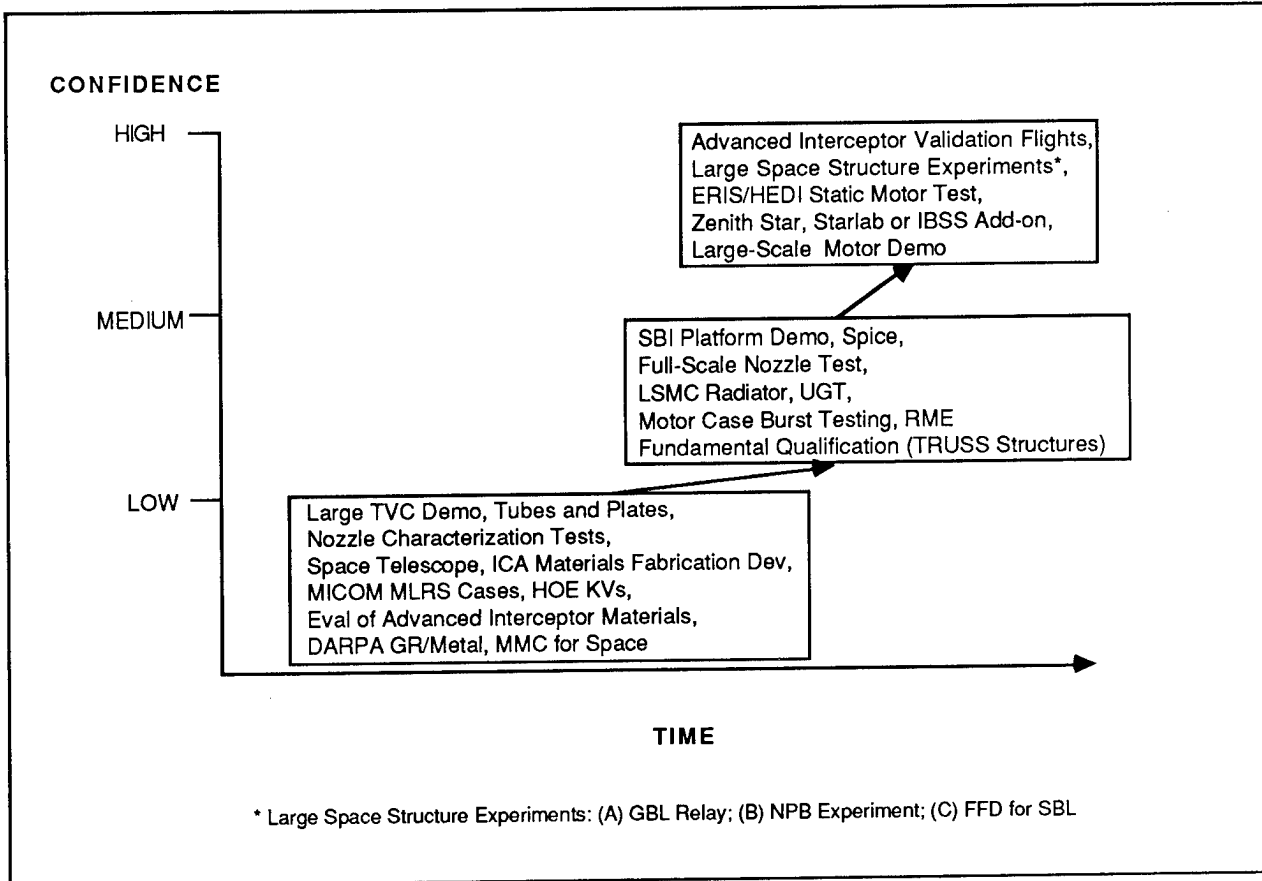 CONFIDENCE
HIGH
Advanced Interceptor Validation Flights,
Large Space Structure Experiments*,
ERIS/HEDI Static Motor Test,
Zenith Star, Starlab or IBSS Add-on,
Large-Scale Motor Demo
MEDIUM
SBI Platform Demo, Spice,
Full-Scale Nozzle Test,
LSMC Radiator, UGT,
Motor Case Burst Testing, RME
Fundamental Qualification (TRUSS Structures)
LOW
Large TVC Demo, Tubes and Plates,
Nozzle Characterization Tests,
Space Telescope, ICA Materials Fabrication Dev,
MICOM MLRS Cases, HOE KVs,
Eval of Advanced Interceptor Materials,
DARPA GR/Metal, MMC for Space
TIME
* Large Space Structure Experiments: (A) GBL Relay; (B) NPB Experiment; (C) FFD for SBL